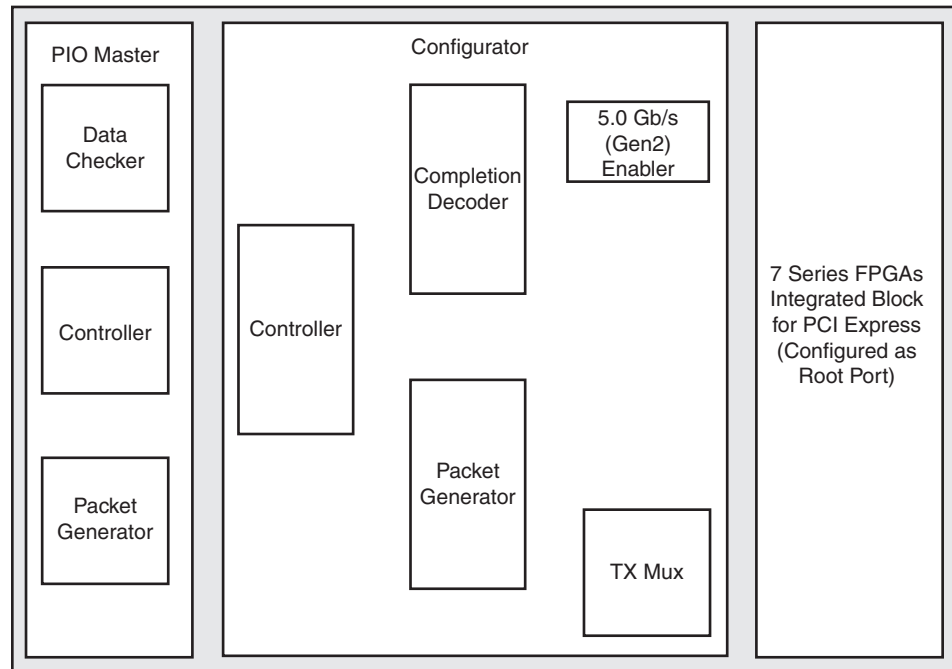 PIO Master
Data
Checker
Controller
Packet
Generator
Configurator
Controller
Completion
Decoder
Packet
Generator
5.0 Gb/s
(Gen2)
Enabler
TX Mux
7 Series FPGAs
Integrated Block
for PCI Express
(Configured as
Root Port)